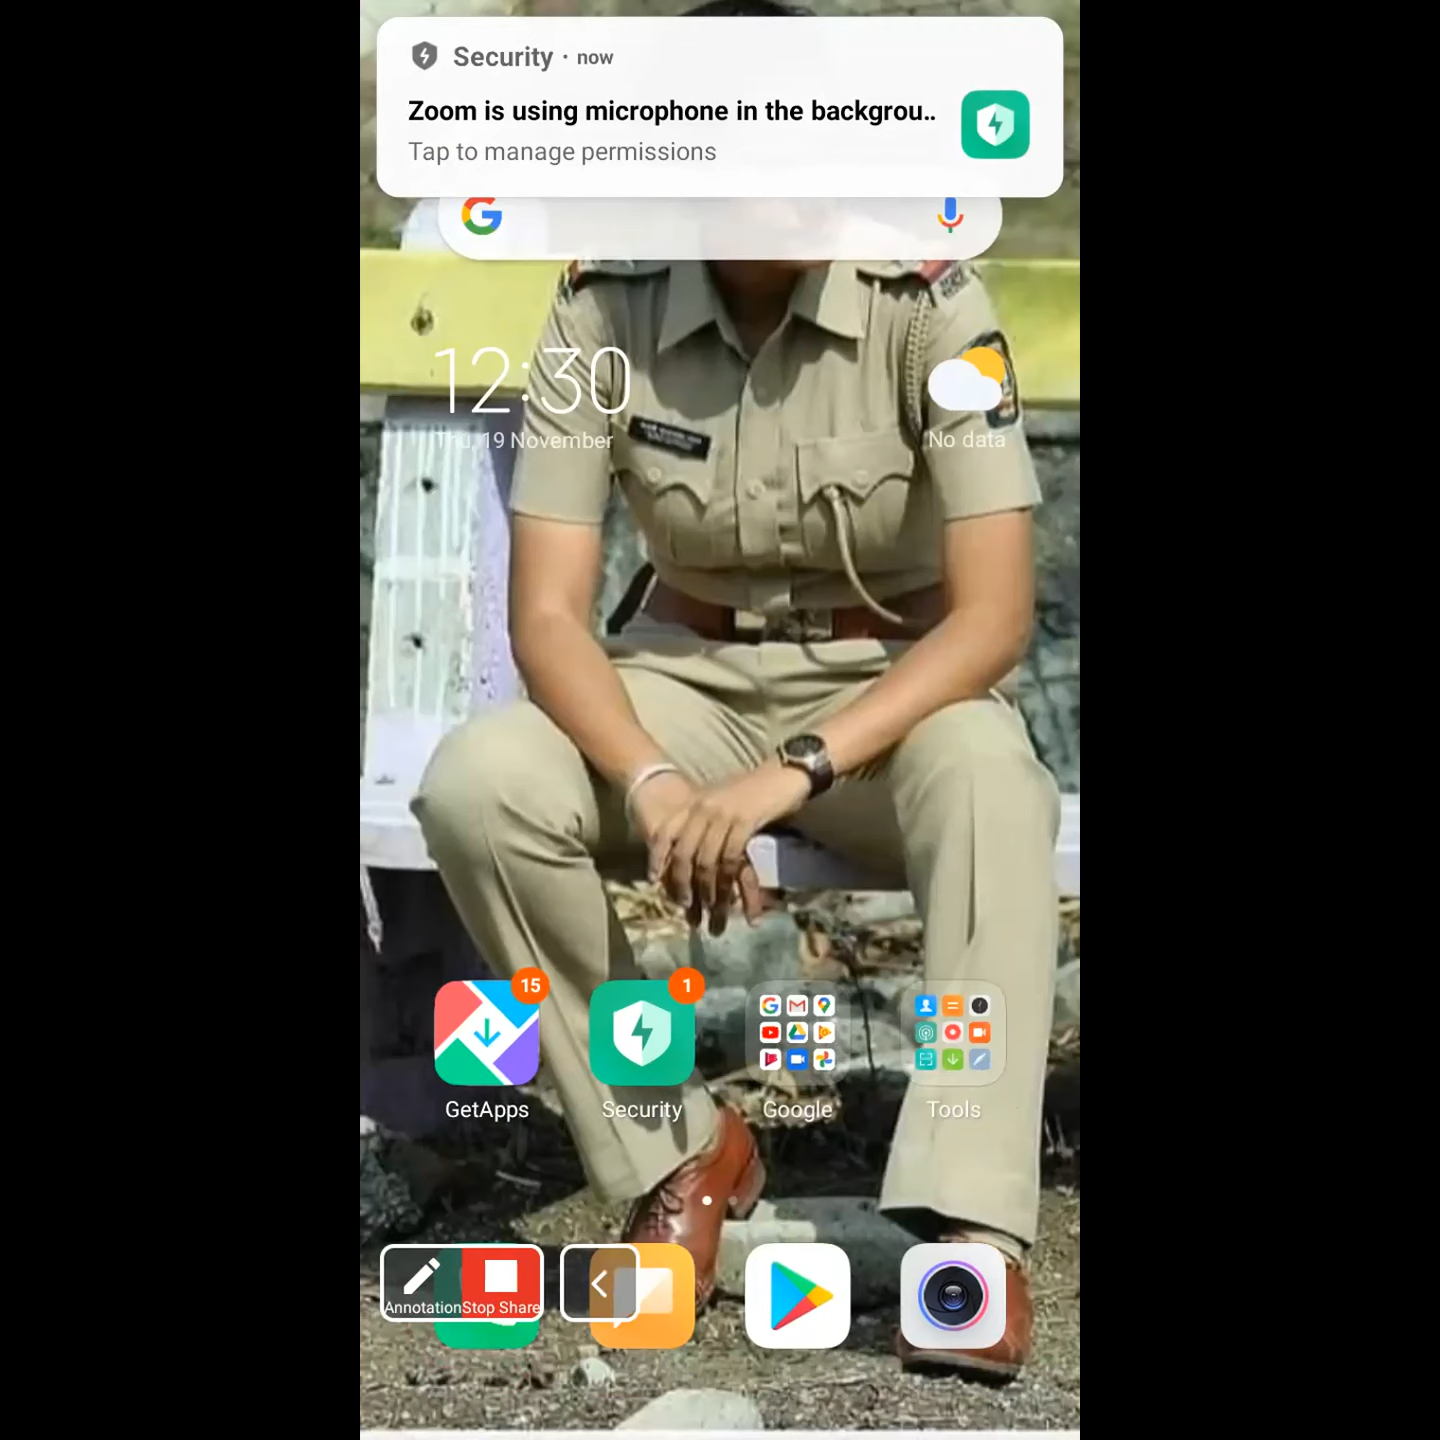 Security · now
Zoom is using microphone in the backgrou..
Tap to manage permissions
12:30
Thu, 19 November
No data
15
1
GetApps
Security
Google
Tools
Annotation
Stop Share